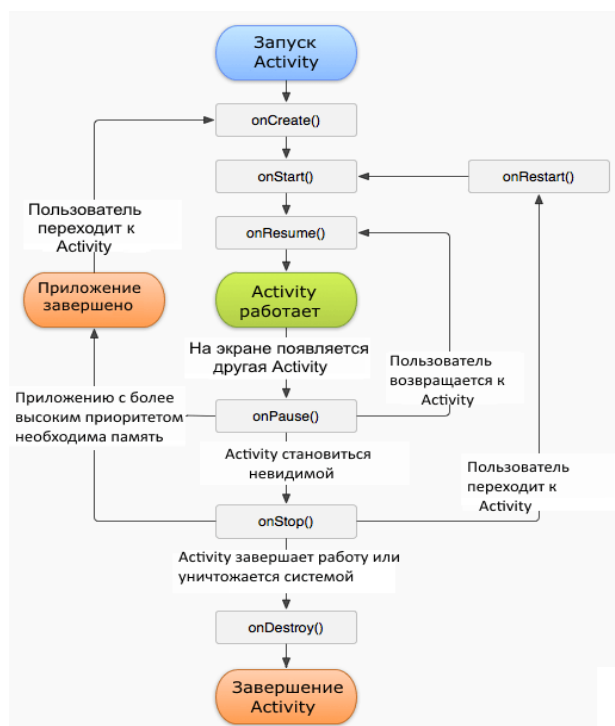 Запуск
Activity
onCreate()
onStart()
onRestart()
Пользователь
переходит к
Activity
onResume()
Приложение
завершено
Activity
работает
На экране появляется
другая Activity
Пользователь
возвращается к
Activity
Приложению с более
высоким приоритетом
необходима память
onPause()
Activity становиться
невидимой
Пользователь
переходит к
Activity
onStop()
Activity завершает работу или
уничтожается системой
onDestroy()
Завершение
Activity